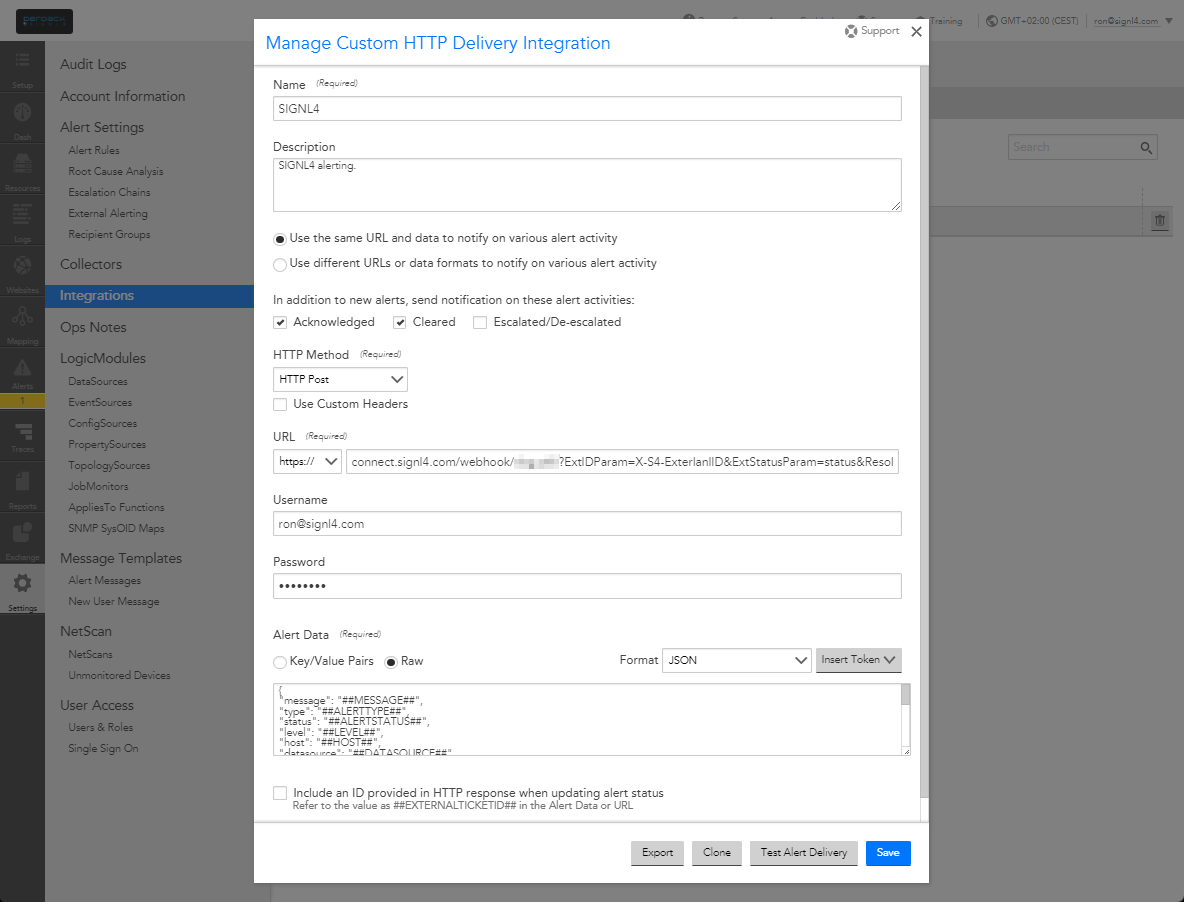 Training
GMT+02:00 (CEST)
ron@signl4.com
Setup
Dash
Resources
Logs
Websites
Mapping
Alerts
1
Traces
Reports
Exchange
Settings
Audit Logs
Account Information
Alert Settings
Alert Rules
Root Cause Analysis
Escalation Chains
External Alerting
Recipient Groups
Collectors
Integrations
Ops Notes
LogicModules
DataSources
EventSources
ConfigSources
PropertySources
TopologySources
JobMonitors
AppliesTo Functions
SNMP SysOID Maps
Message Templates
Alert Messages
New User Message
NetScan
NetScans
Unmonitored Devices
User Access
Users & Roles
Single Sign On
Search
Manage Custom HTTP Delivery Integration
Support
Name (Required)
SIGNL4
Description
SIGNL4 alerting.
Use the same URL and data to notify on various alert activity
Use different URLs or data formats to notify on various alert activity
In addition to new alerts, send notification on these alert activities:
Acknowledged Cleared Escalated/De-escalated
HTTP Method (Required)
HTTP Post
Use Custom Headers
URL (Required)
https:// connect.signl4.com/webhook/ ?ExtIDParam=X-S4-ExterlanIID&ExtStatusParam=status&Resol
Username
ron@signl4.com
Password
••••••••
Alert Data (Required)
Key/Value Pairs Raw Format JSON Insert Token
{
"message": "##MESSAGE##",
"type": "##ALERTTYPE##",
"status": "##ALERTSTATUS##",
"level": "##LEVEL##",
"host": "##HOST##",
"datasource": "##DATASOURCE##"
Include an ID provided in HTTP response when updating alert status
Refer to the value as ##EXTERNALTICKETID## in the Alert Data or URL
Export Clone Test Alert Delivery Save